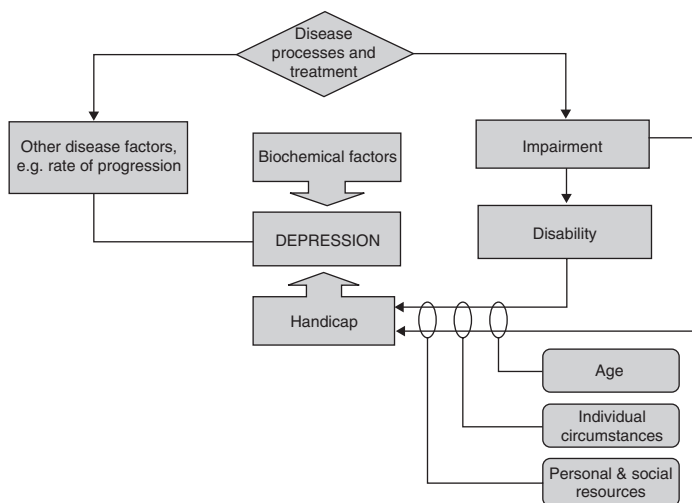 Disease
processes and
treatment
Other disease factors,
e.g. rate of progression
Biochemical factors
Impairment
DEPRESSION
Disability
Handicap
Age
Individual
circumstances
Personal & social
resources